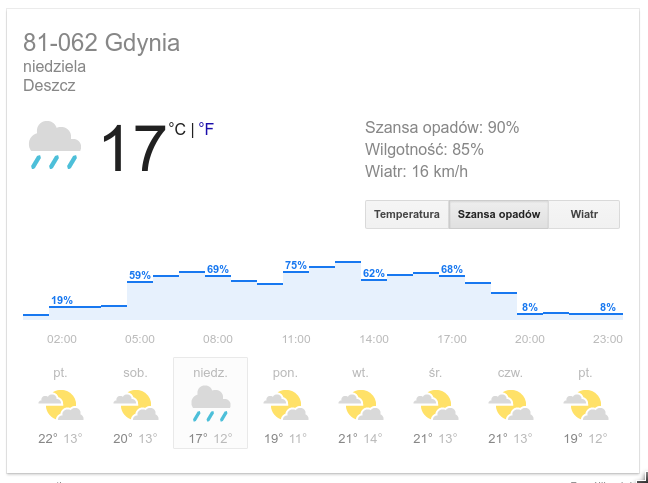 81-062 Gdynia
niedziela
Deszcz
17 °C | °F
Szansa opadów: 90%
Wilgotność: 85%
Wiatr: 16 km/h
Temperatura Szansa opadów Wiatr
19% 59% 69% 75% 62% 68% 8% 8%
02:00 05:00 08:00 11:00 14:00 17:00 20:00 23:00
pt. sob. niedz. pon. wt. śr. czw. pt.
22° 13° 20° 13° 17° 12° 19° 11° 21° 14° 21° 13° 21° 13° 19° 12°